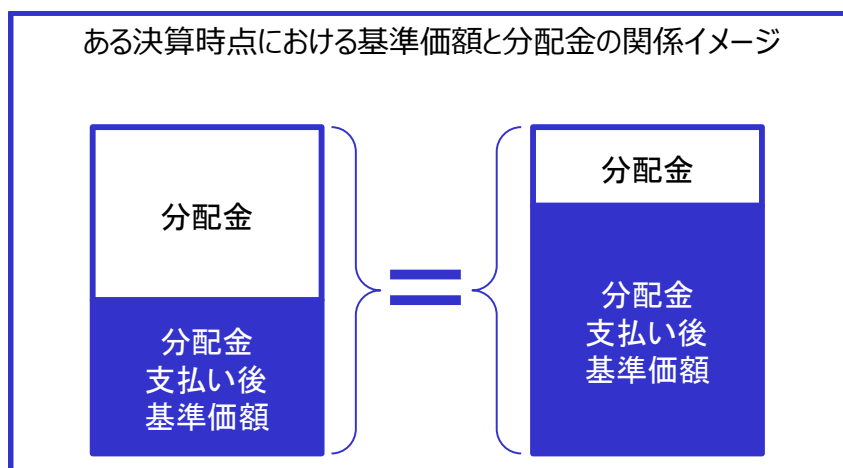 ある決算時点における基準価額と分配金の関係イメージ
分配金
分配金
支払い後
基準価額
=
分配金
分配金
支払い後
基準価額